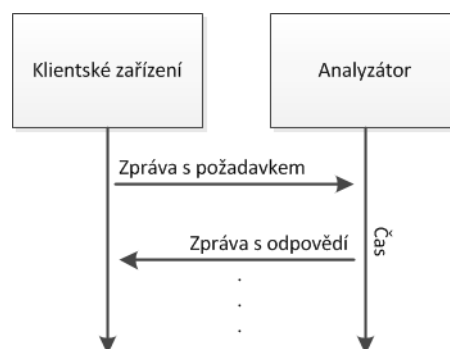 Klientské zařízení
Analyzátor
Zpráva s požadavkem
Zpráva s odpovědí
Čas
.
.
.